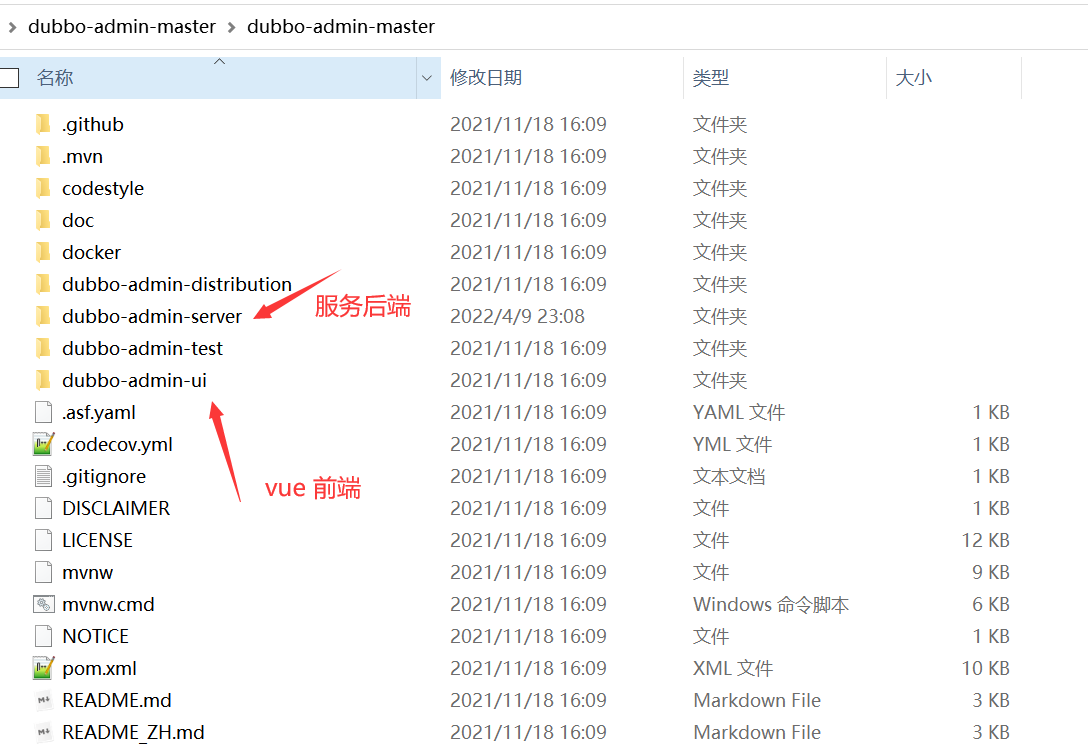 dubbo-admin-master > dubbo-admin-master
名称 修改日期 类型 大小
.github 2021/11/18 16:09 文件夹
.mvn 2021/11/18 16:09 文件夹
codestyle 2021/11/18 16:09 文件夹
doc 2021/11/18 16:09 文件夹
docker 2021/11/18 16:09 文件夹
dubbo-admin-distribution 2021/11/18 16:09 文件夹
服务后端
dubbo-admin-server 2022/4/9 23:08 文件夹
dubbo-admin-test 2021/11/18 16:09 文件夹
dubbo-admin-ui 2021/11/18 16:09 文件夹
.asf.yaml 2021/11/18 16:09 YAML 文件 1 KB
.codecov.yml 2021/11/18 16:09 YML 文件 1 KB
.gitignore 2021/11/18 16:09 文本文档 1 KB
vue 前端
DISCLAIMER 2021/11/18 16:09 文件 1 KB
LICENSE 2021/11/18 16:09 文件 12 KB
mvnw 2021/11/18 16:09 文件 9 KB
mvnw.cmd 2021/11/18 16:09 Windows 命令脚本 6 KB
NOTICE 2021/11/18 16:09 文件 1 KB
pom.xml 2021/11/18 16:09 XML 文件 10 KB
README.md 2021/11/18 16:09 Markdown File 3 KB
README_ZH.md 2021/11/18 16:09 Markdown File 3 KB